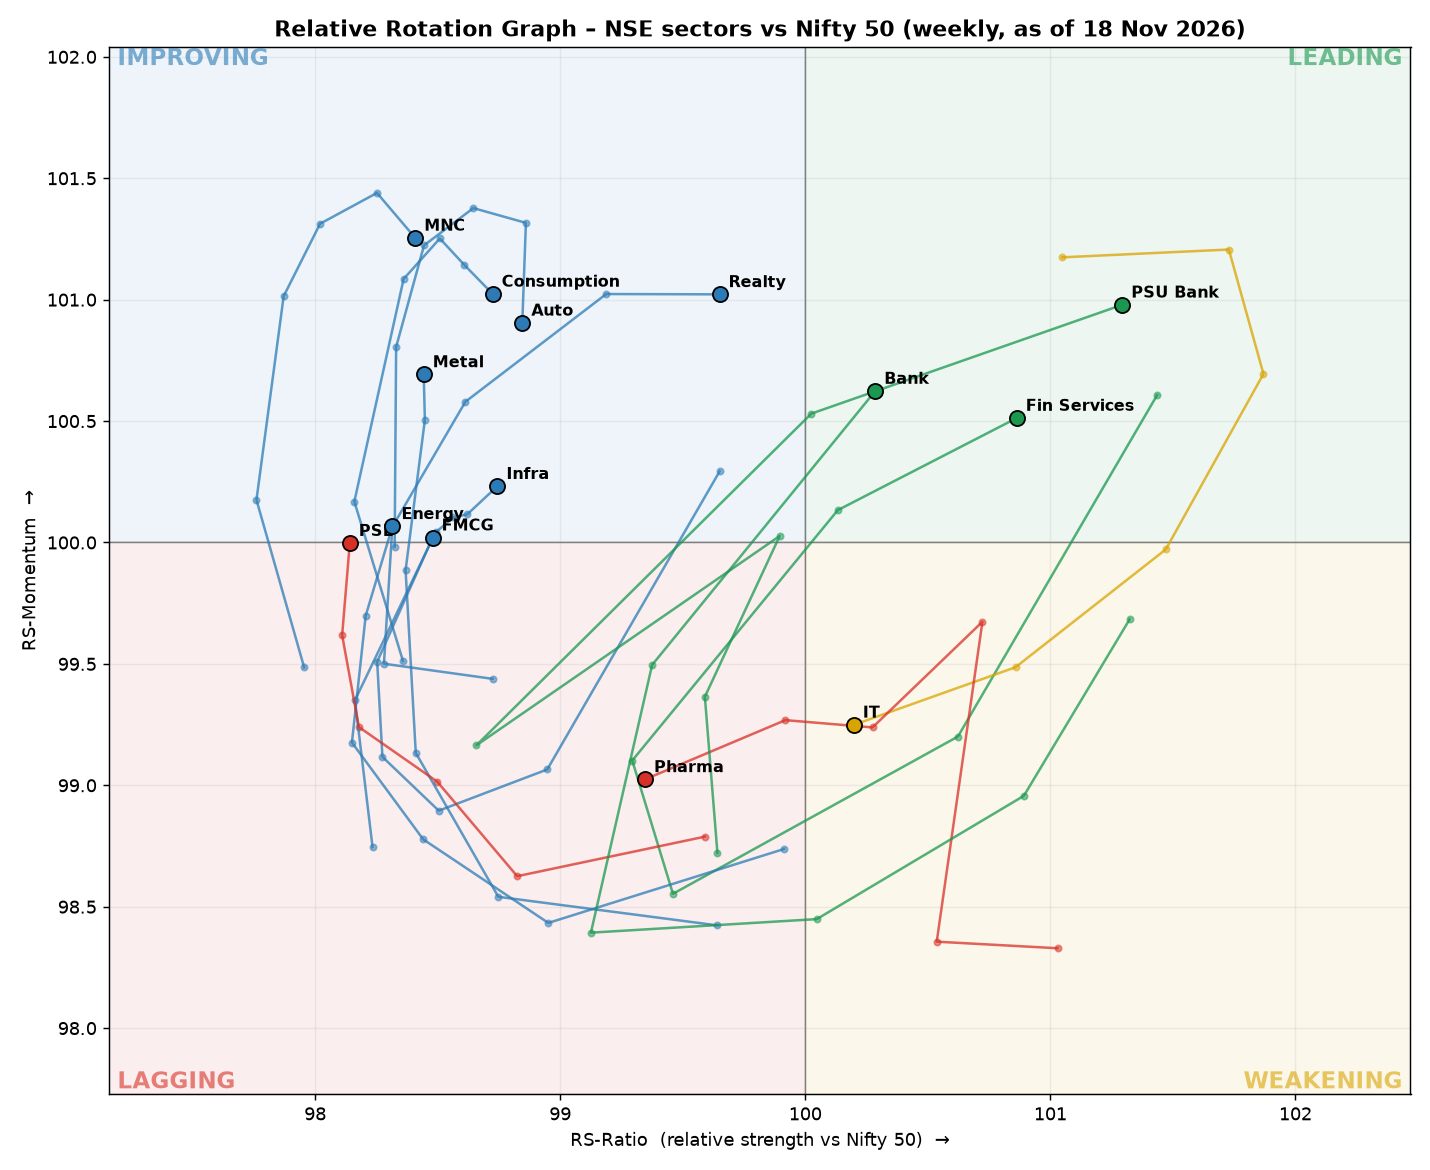 Relative Rotation Graph – NSE sectors vs Nifty 50 (weekly, as of 18 Nov 2026)
IMPROVING
LEADING
102.0
101.5
101.0
100.5
100.0
99.5
99.0
98.5
98.0
RS-Momentum →
MNC
Consumption
Realty
PSU Bank
Auto
Metal
Bank
Fin Services
Infra
Energy
FMCG
IT
Pharma
LAGGING
WEAKENING
98
99
100
101
102
RS-Ratio (relative strength vs Nifty 50) →